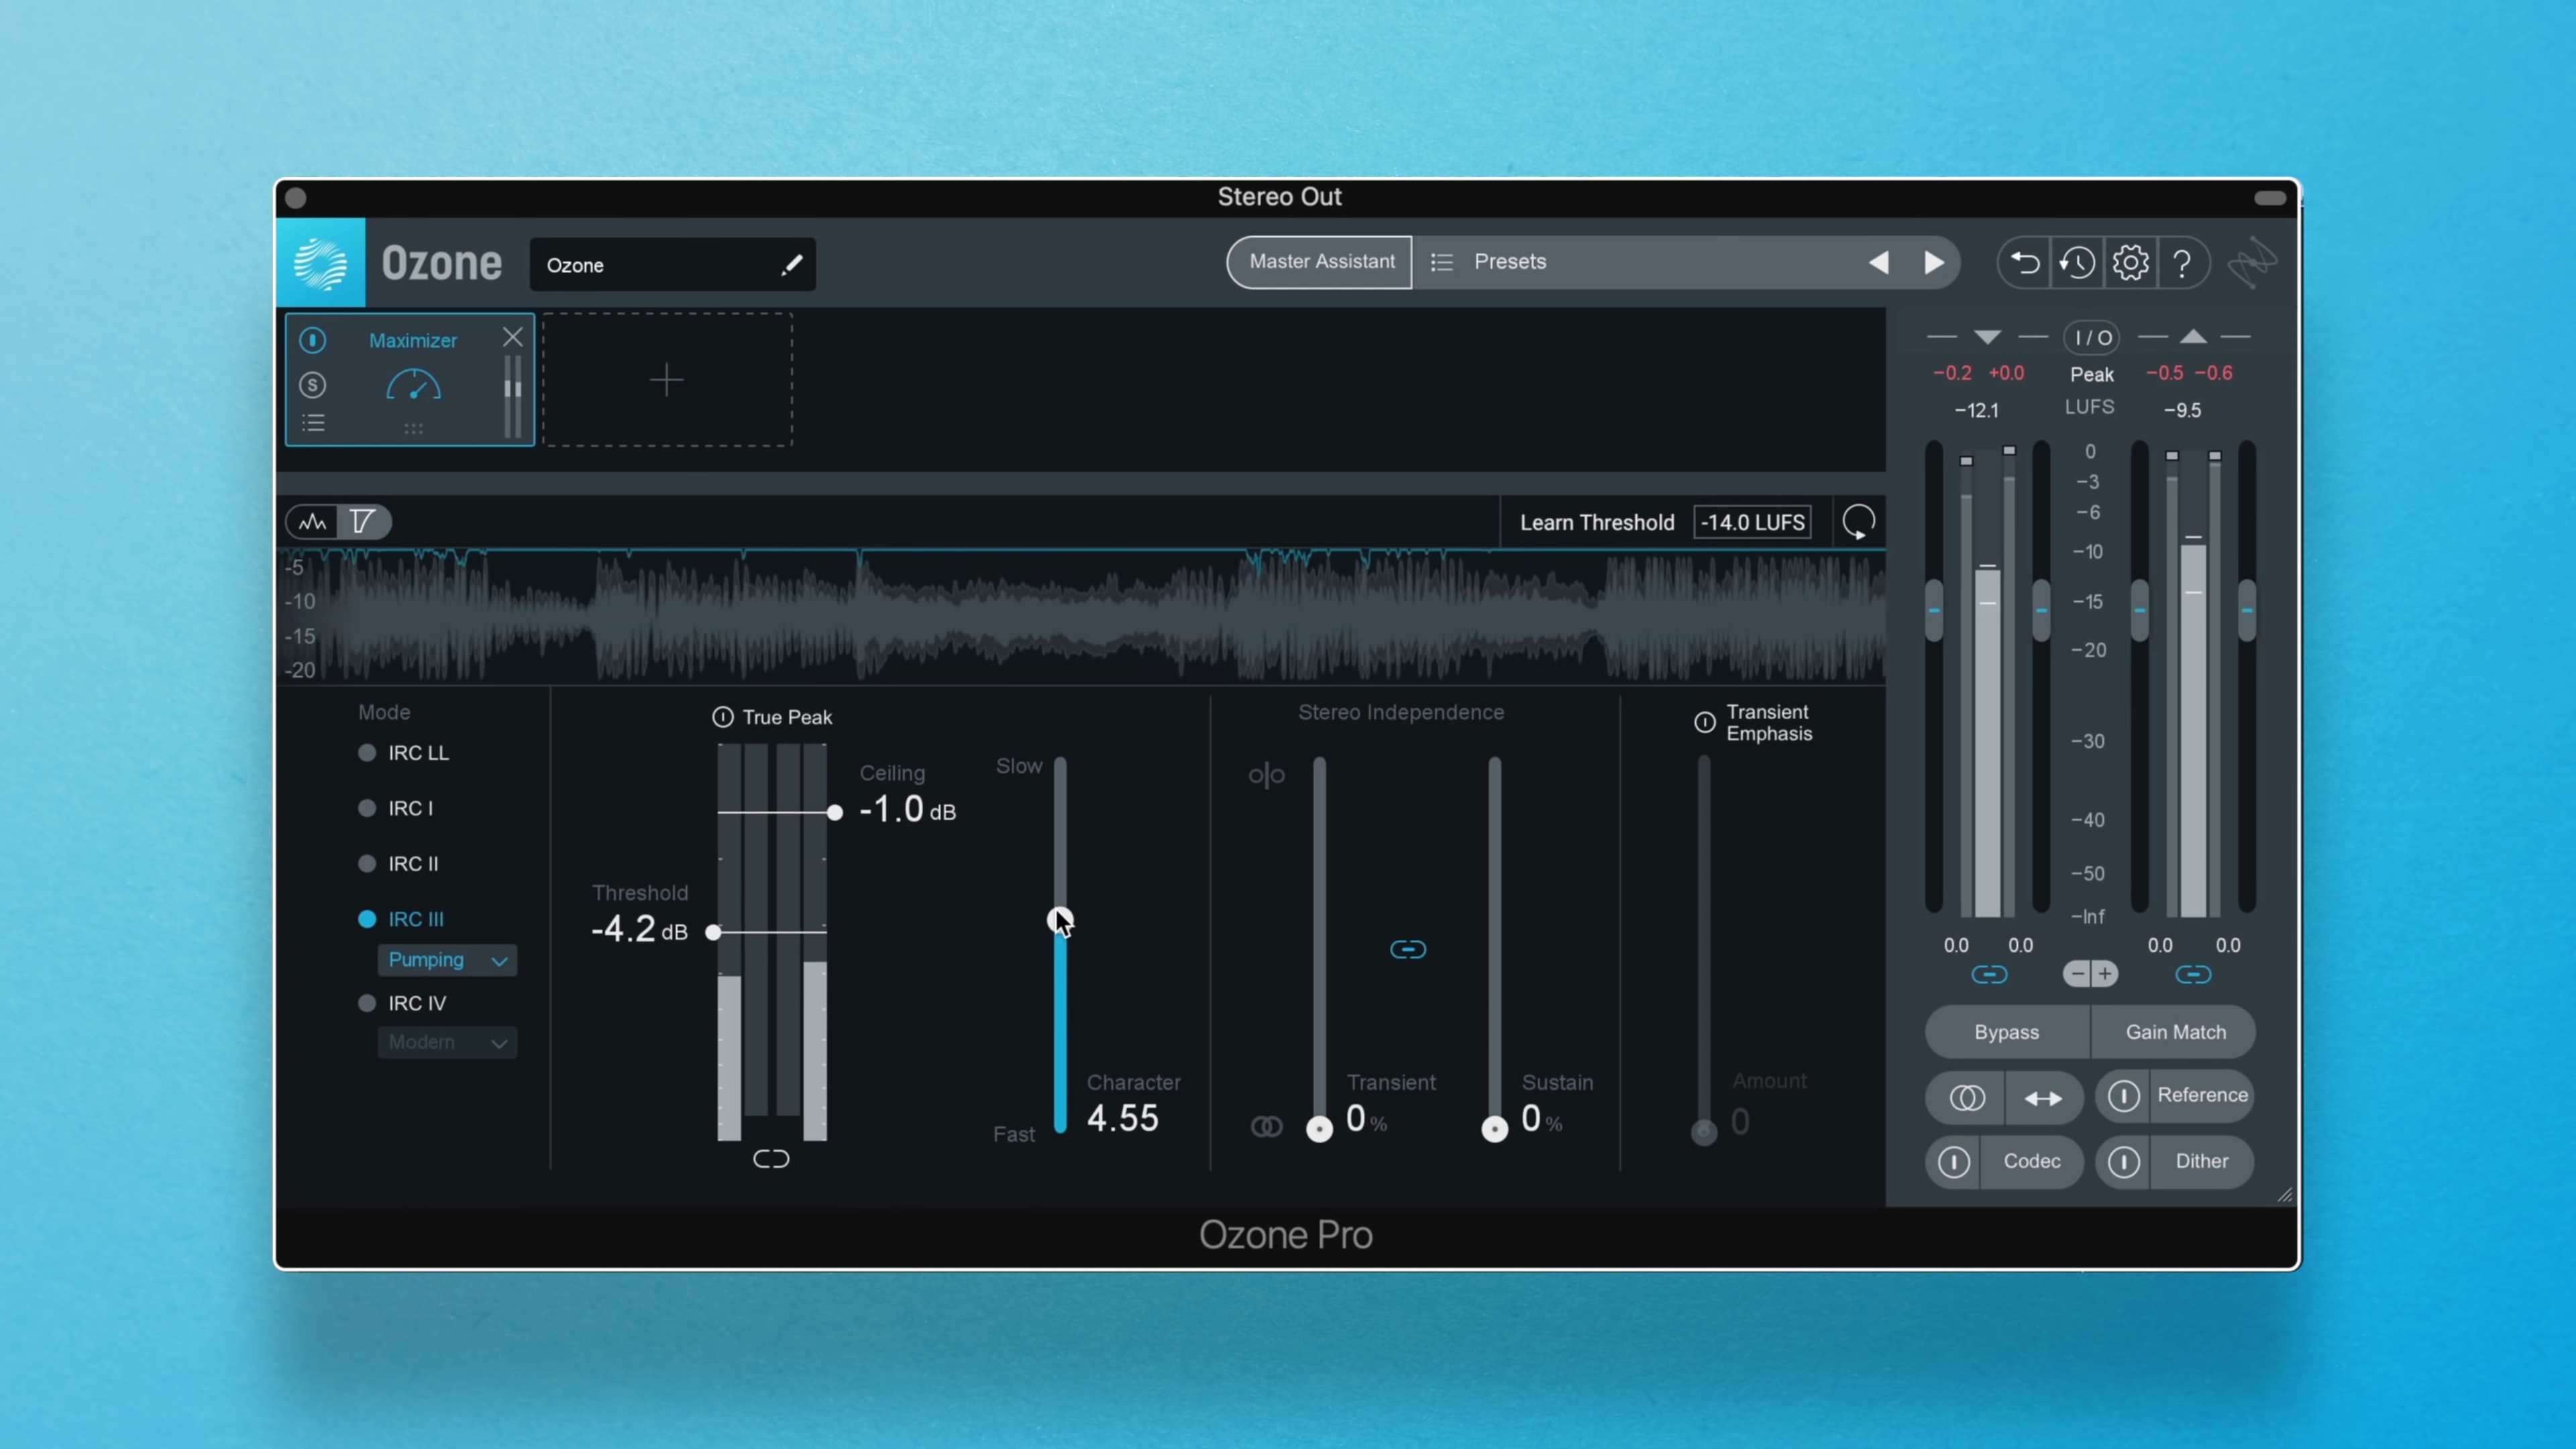 Stereo Out
Ozone
Ozone
Master Assistant
Presets
?
Maximizer
S
I / O
−0.2 +0.0 Peak −0.5 −0.6
−12.1 LUFS −9.5
Learn Threshold -14.0 LUFS
-5
-10
-15
-20
0
−3
−6
−10
−15
−20
−30
−40
−50
−Inf
0.0 0.0 0.0 0.0
Mode
IRC LL
IRC I
IRC II
IRC III
Pumping
IRC IV
Modern
True Peak
Ceiling
-1.0 dB
Threshold
-4.2 dB
Slow
Fast
Character
4.55
Stereo Independence
Transient
0 %
Sustain
0 %
Transient
Emphasis
Amount
0
Bypass Gain Match
Reference
Codec Dither
Ozone Pro